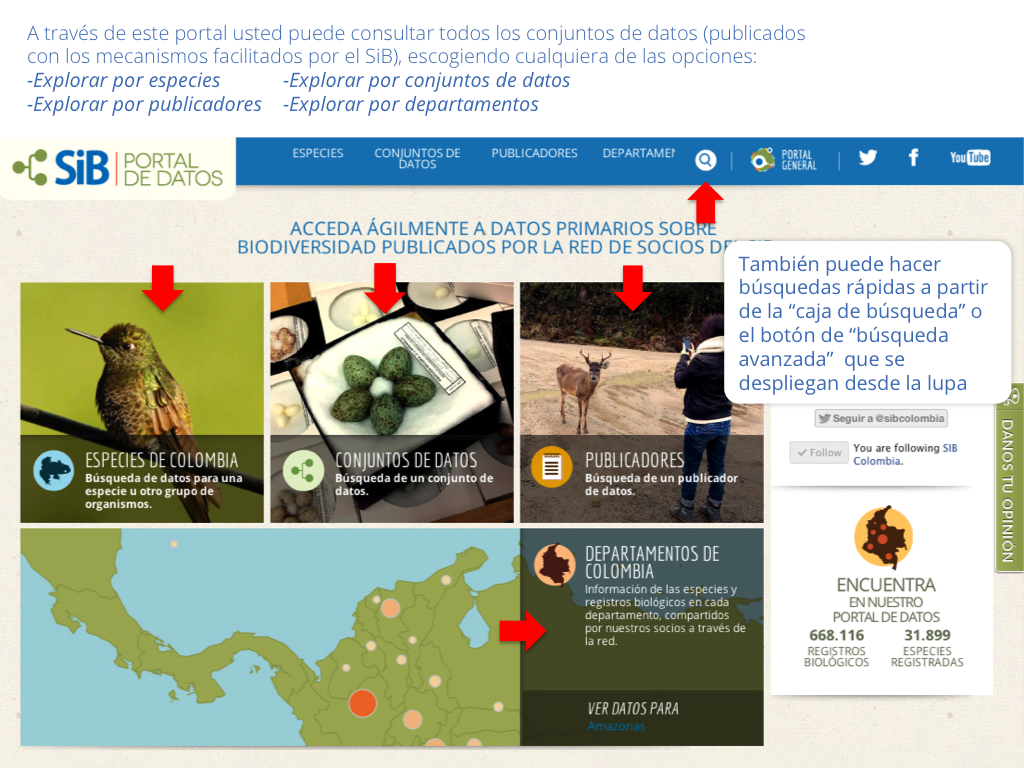 A través de este portal usted puede consultar todos los conjuntos de datos (publicados
con los mecanismos facilitados por el SiB), escogiendo cualquiera de las opciones:
-Explorar por especies -Explorar por conjuntos de datos
-Explorar por publicadores -Explorar por departamentos
SiB PORTAL
DE DATOS
ESPECIES
CONJUNTOS DE
DATOS
PUBLICADORES
DEPARTAMEN
PORTAL
GENERAL
YouTube
ACCEDA ÁGILMENTE A DATOS PRIMARIOS SOBRE
BIODIVERSIDAD PUBLICADOS POR LA RED DE SOCIOS DEL SIB
También puede hacer
búsquedas rápidas a partir
de la “caja de búsqueda” o
el botón de “búsqueda
avanzada” que se
despliegan desde la lupa
ESPECIES DE COLOMBIA
Búsqueda de datos para una
especie u otro grupo de
organismos.
CONJUNTOS DE DATOS
Búsqueda de un conjunto de
datos.
PUBLICADORES
Búsqueda de un publicador
de datos.
Seguir a @sibcolombia
Follow
You are following SIB
Colombia.
DANOS TU OPINIÓN
DEPARTAMENTOS DE
COLOMBIA
Información de las especies y
registros biológicos en cada
departamento, compartidos
por nuestros socios a través de
la red.
VER DATOS PARA
Amazonas
ENCUENTRA
EN NUESTRO
PORTAL DE DATOS
668.116 31.899
REGISTROS ESPECIES
BIOLÓGICOS REGISTRADAS